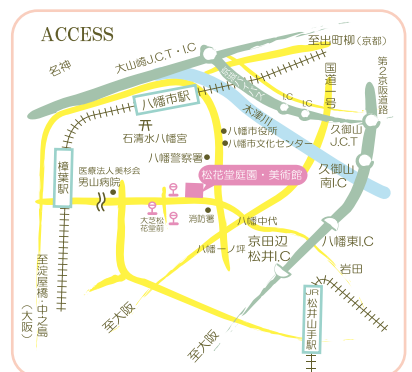 ACCESS
至出町柳(京都)
名神
大山崎J.C.T・I.C
国道一号
第2京阪道路
八幡市駅
木津川
I.C
I.C
石清水八幡宮
八幡市役所
八幡市文化センター
久御山
J.C.T
八幡警察署
樟葉駅
医療法人美杉会
男山病院
松花堂庭園・美術館
久御山
南I.C
大芝松
花堂前
消防署
八幡中代
八幡一ノ坪
京田辺
松井I.C
八幡東I.C
岩田
至淀屋橋・中之島
(大阪)
至大阪
至大阪
JR
松井山手駅